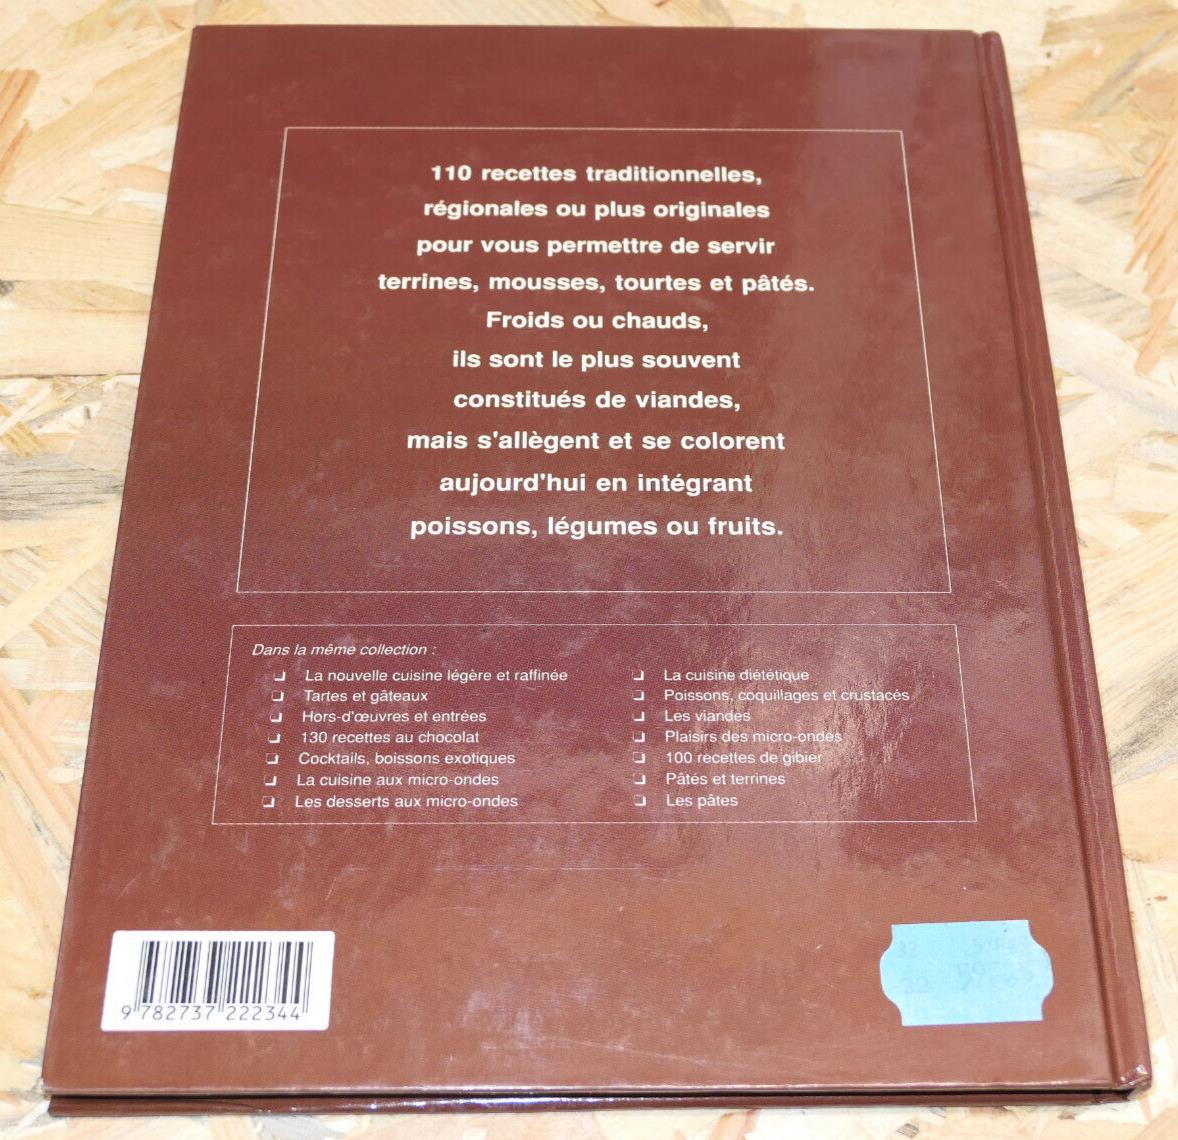 110 recettes traditionnelles,
régionales ou plus originales
pour vous permettre de servir
terrines, mousses, tourtes et pâtés.
Froids ou chauds,
ils sont le plus souvent
constitués de viandes,
mais s'allègent et se colorent
aujourd'hui en intégrant
poissons, légumes ou fruits.
Dans la même collection :
❑ La nouvelle cuisine légère et raffinée
❑ Tartes et gâteaux
❑ Hors-d'œuvres et entrées
❑ 130 recettes au chocolat
❑ Cocktails, boissons exotiques
❑ La cuisine aux micro-ondes
❑ Les desserts aux micro-ondes
❑ La cuisine diététique
❑ Poissons, coquillages et crustacés
❑ Les viandes
❑ Plaisirs des micro-ondes
❑ 100 recettes de gibier
❑ Pâtés et terrines
❑ Les pâtes
9 782737 222344
32